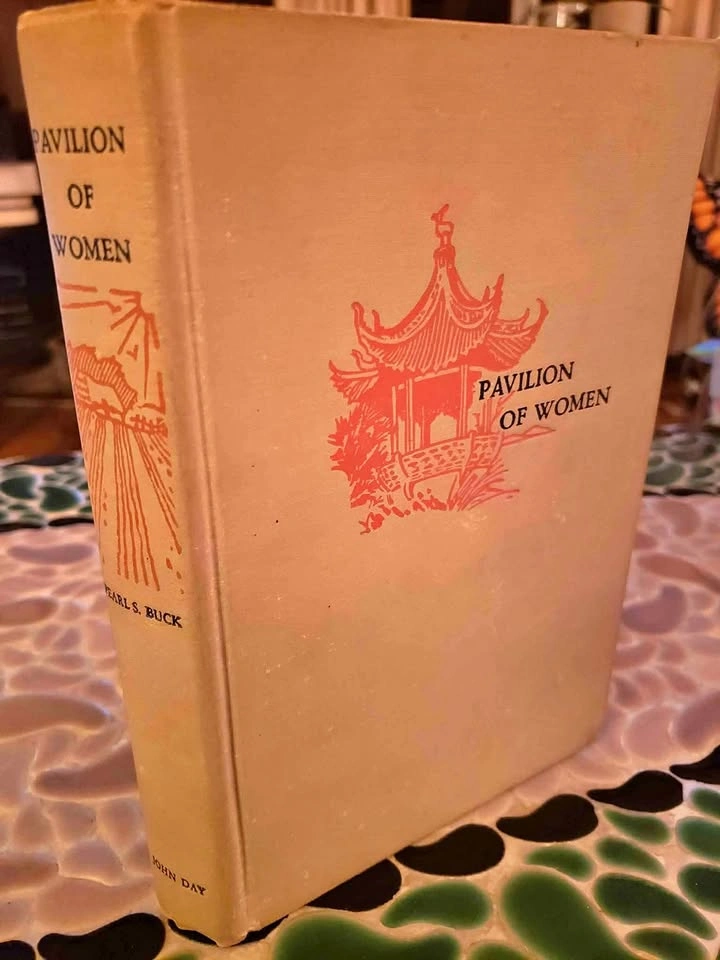 PAVILION
OF
WOMEN
PEARL S. BUCK
JOHN DAY
PAVILION
OF WOMEN